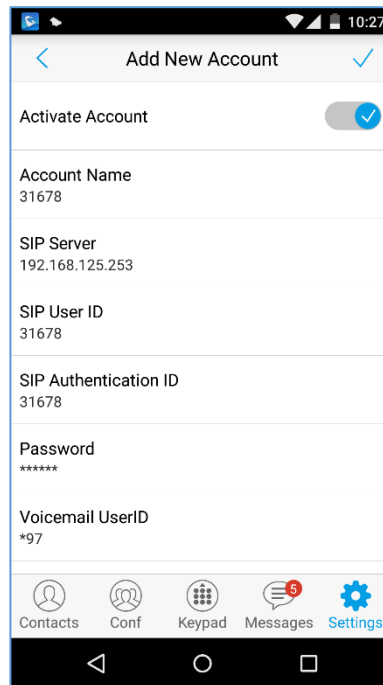 10:27
Add New Account
Activate Account
Account Name
31678
SIP Server
192.168.125.253
SIP User ID
31678
SIP Authentication ID
31678
Password
******
Voicemail UserID
*97
5
Contacts Conf Keypad Messages Settings